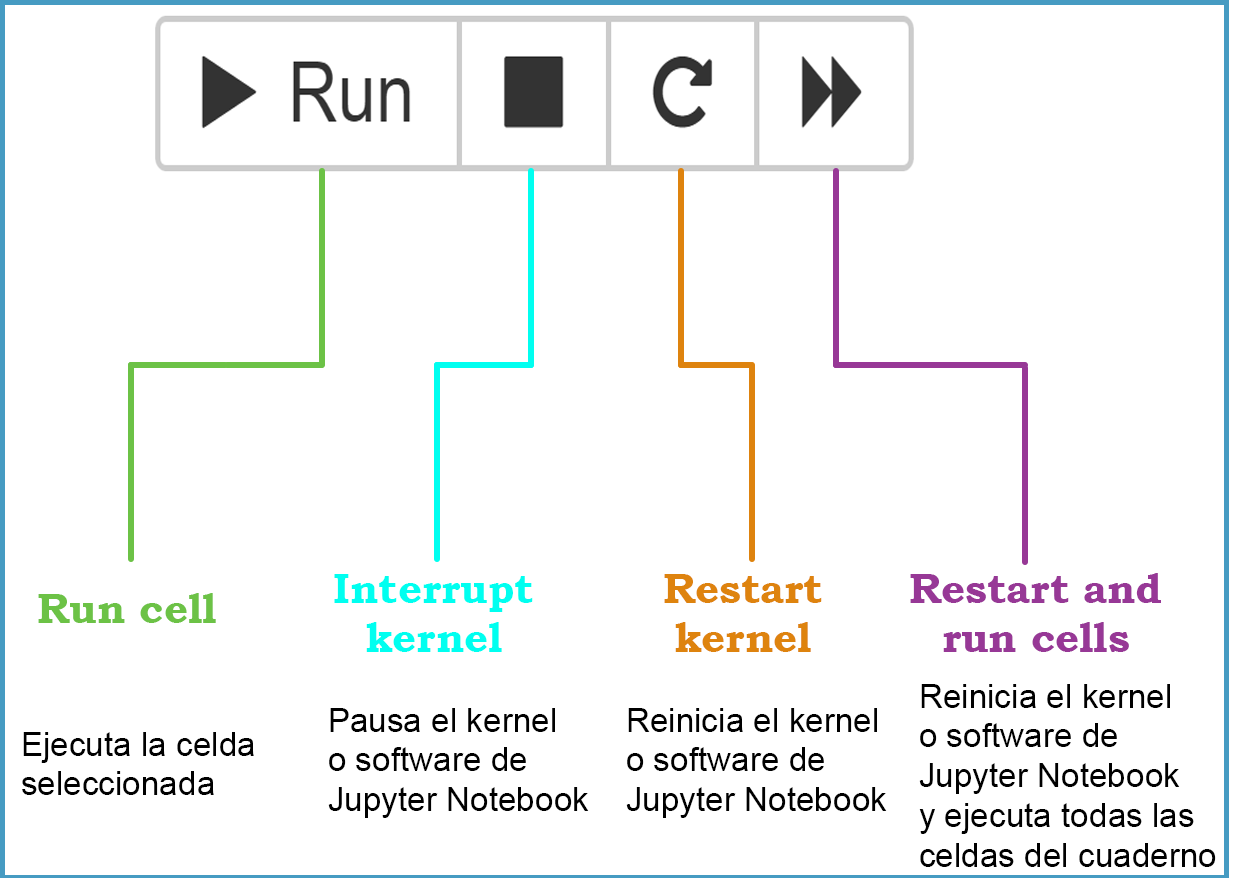 Run
Run cell
Ejecuta la celda
seleccionada
Interrupt
kernel
Pausa el kernel
o software de
Jupyter Notebook
Restart
kernel
Reinicia el kernel
o software de
Jupyter Notebook
Restart and
run cells
Reinicia el kernel
o software de
Jupyter Notebook
y ejecuta todas las
celdas del cuaderno